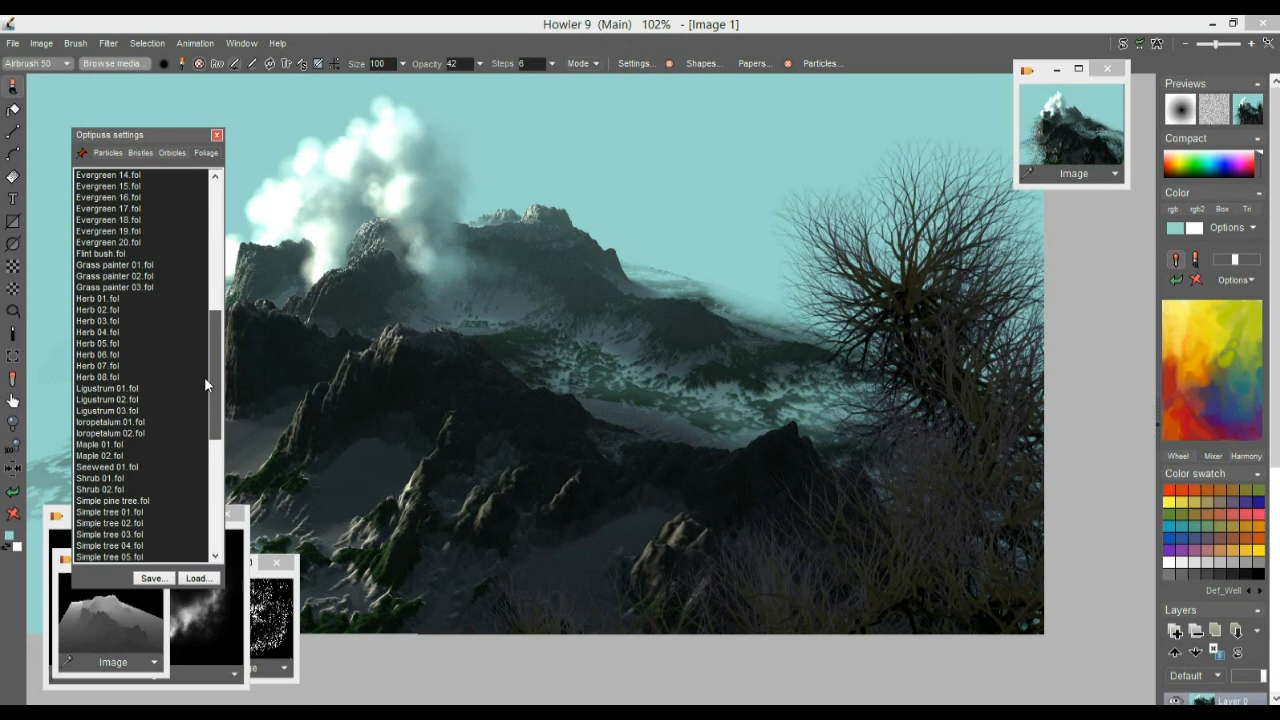 Howler 9 (Main) 102% - [Image 1]
File Image Brush Filter Selection Animation Window Help
Airbrush 50 Browse media... Size 100 Opacity 42 Steps 6 Mode Settings... Shapes... Papers... Particles...
Optipuss settings
Particles Bristles Orbicles Foliage
Evergreen 14.fol
Evergreen 15.fol
Evergreen 16.fol
Evergreen 17.fol
Evergreen 18.fol
Evergreen 19.fol
Evergreen 20.fol
Flint bush.fol
Grass painter 01.fol
Grass painter 02.fol
Grass painter 03.fol
Herb 01.fol
Herb 02.fol
Herb 03.fol
Herb 04.fol
Herb 05.fol
Herb 06.fol
Herb 07.fol
Herb 08.fol
Ligustrum 01.fol
Ligustrum 02.fol
Ligustrum 03.fol
loropetalum 01.fol
loropetalum 02.fol
Maple 01.fol
Maple 02.fol
Seeweed 01.fol
Shrub 01.fol
Shrub 02.fol
Simple pine tree.fol
Simple tree 01.fol
Simple tree 02.fol
Simple tree 03.fol
Simple tree 04.fol
Simple tree 05.fol
Save... Load...
Image
Image
Previews
Compact
Color
rgb rgb2 Box Tri
Options
Options
Wheel Mixer Harmony
Color swatch
Def_Well
Layers
Default
Layer 0